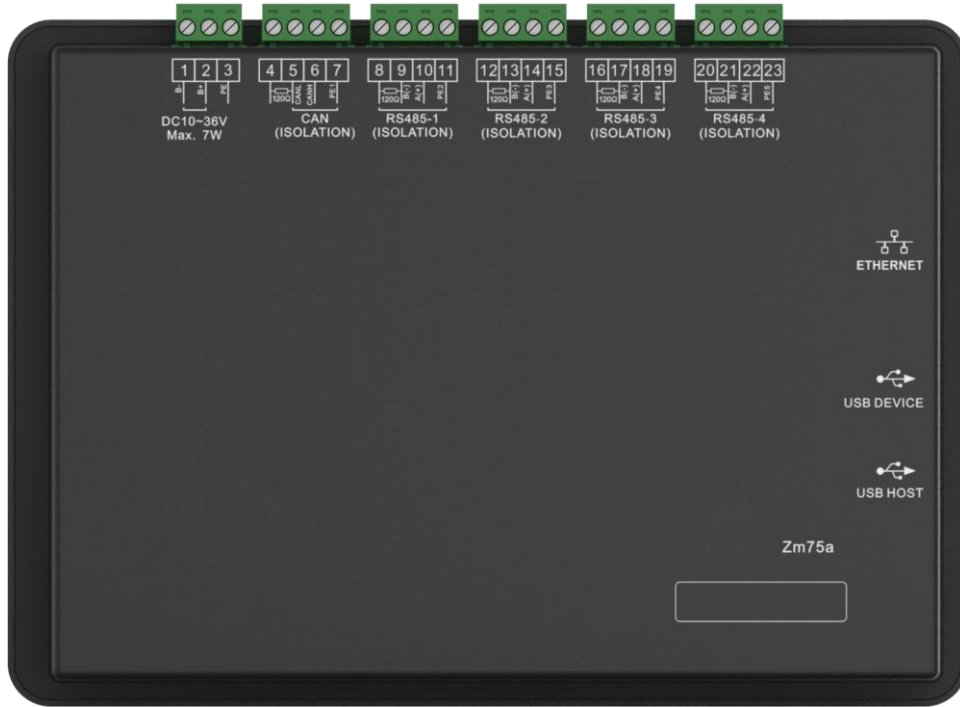 1 2 3
4 5 6 7
8 9 10 11
12 13 14 15
16 17 18 19
20 21 22 23
B- B+ PE
120Ω CANL CANH PE1
120Ω B(-) A(+) PE2
120Ω B(-) A(+) PE3
120Ω B(-) A(+) PE4
120Ω B(-) A(+) PE5
DC10~36V
Max. 7W
CAN
(ISOLATION)
RS485-1
(ISOLATION)
RS485-2
(ISOLATION)
RS485-3
(ISOLATION)
RS485-4
(ISOLATION)
ETHERNET
USB DEVICE
USB HOST
Zm75a